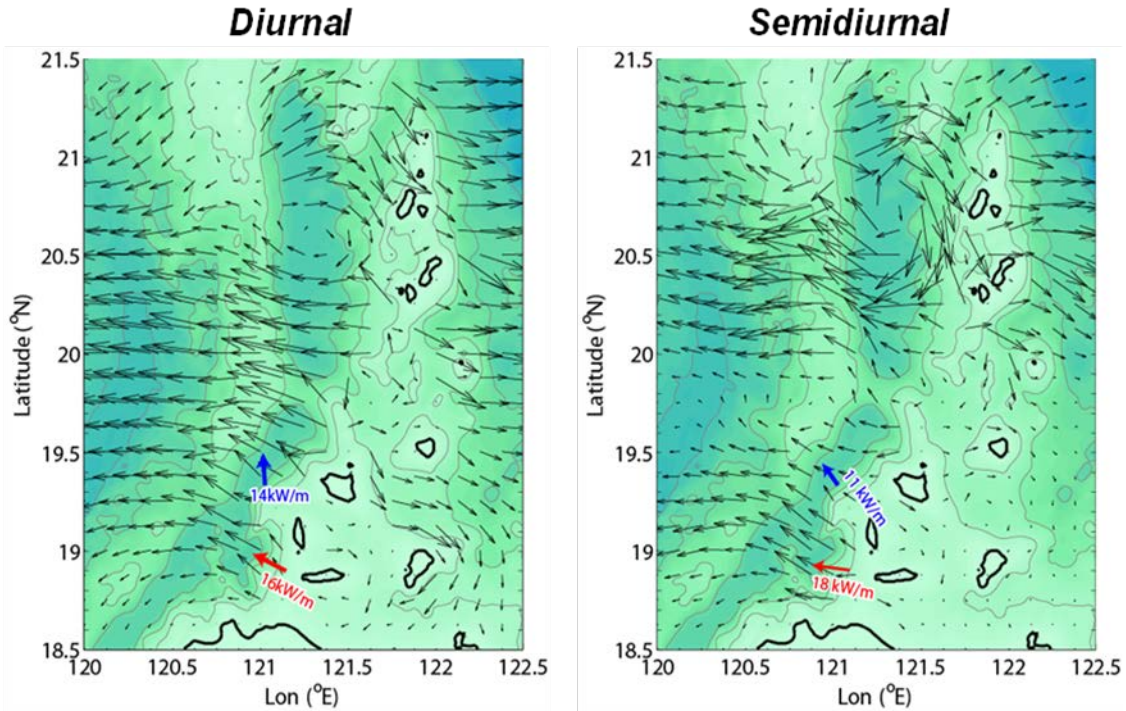 Diurnal
Semidiurnal
21.5
21
20.5
20
19.5
19
18.5
Latitude (°N)
14kW/m
16kW/m
120
120.5
121
121.5
122
122.5
Lon (°E)
21.5
21
20.5
20
19.5
19
18.5
Latitude (°N)
11 kW/m
18 kW/m
120
120.5
121
121.5
122
122.5
Lon (°E)